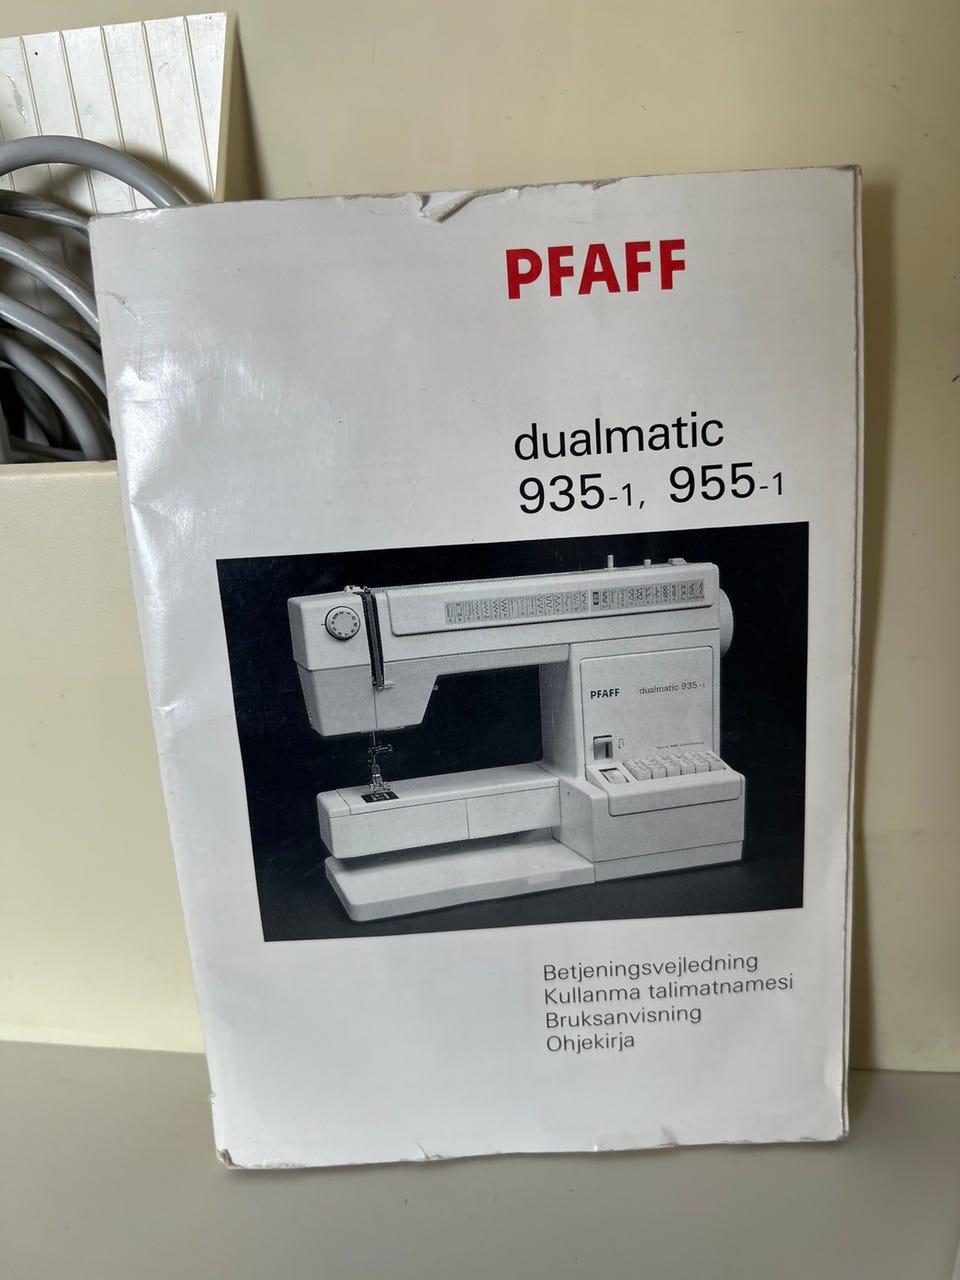 PFAFF
dualmatic
935-1, 955-1
PFAFF dualmatic 935-1
Betjeningsvejledning
Kullanma talimatnamesi
Bruksanvisning
Ohjekirja